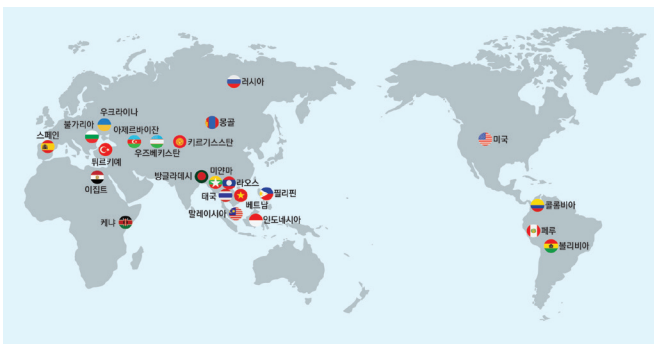 러시아
우크라이나
몽골
불가리아
아제르바이잔
스페인
키르기스스탄
미국
우즈베키스탄
튀르키예
미얀마
방글라데시
라오스
이집트
필리핀
태국
베트남
말레이시아
인도네시아
콜롬비아
케냐
페루
볼리비아